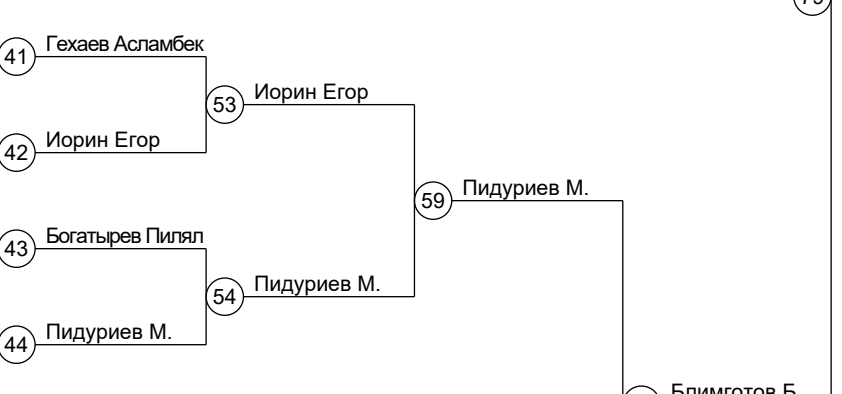 41 Гехаев Асламбек
53 Иорин Егор
42 Иорин Егор
59 Пидуриев М.
43 Богатырев Пилял
54 Пидуриев М.
44 Пидуриев М.